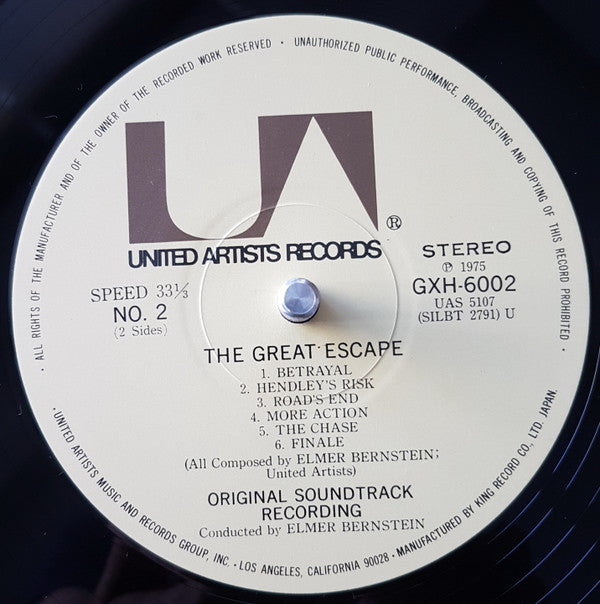 · ALL RIGHTS OF THE MANUFACTURER AND OF THE OWNER OF THE RECORDED WORK RESERVED · UNAUTHORIZED PUBLIC PERFORMANCE, BROADCASTING AND COPYING OF THIS RECORD PROHIBITED ·
UA
®
UNITED ARTISTS RECORDS
STEREO
℗ 1975
SPEED 33⅓
GXH-6002
NO. 2
UAS 5107
(2 Sides)
(SILBT 2791) U
THE GREAT ESCAPE
1. BETRAYAL
2. HENDLEY'S RISK
3. ROAD'S END
4. MORE ACTION
5. THE CHASE
6. FINALE
(All Composed by ELMER BERNSTEIN;
United Artists)
ORIGINAL SOUNDTRACK
RECORDING
Conducted by ELMER BERNSTEIN
· UNITED ARTISTS MUSIC AND RECORDS GROUP, INC. · LOS ANGELES, CALIFORNIA 90028 · MANUFACTURED BY KING RECORD CO., LTD. JAPAN.